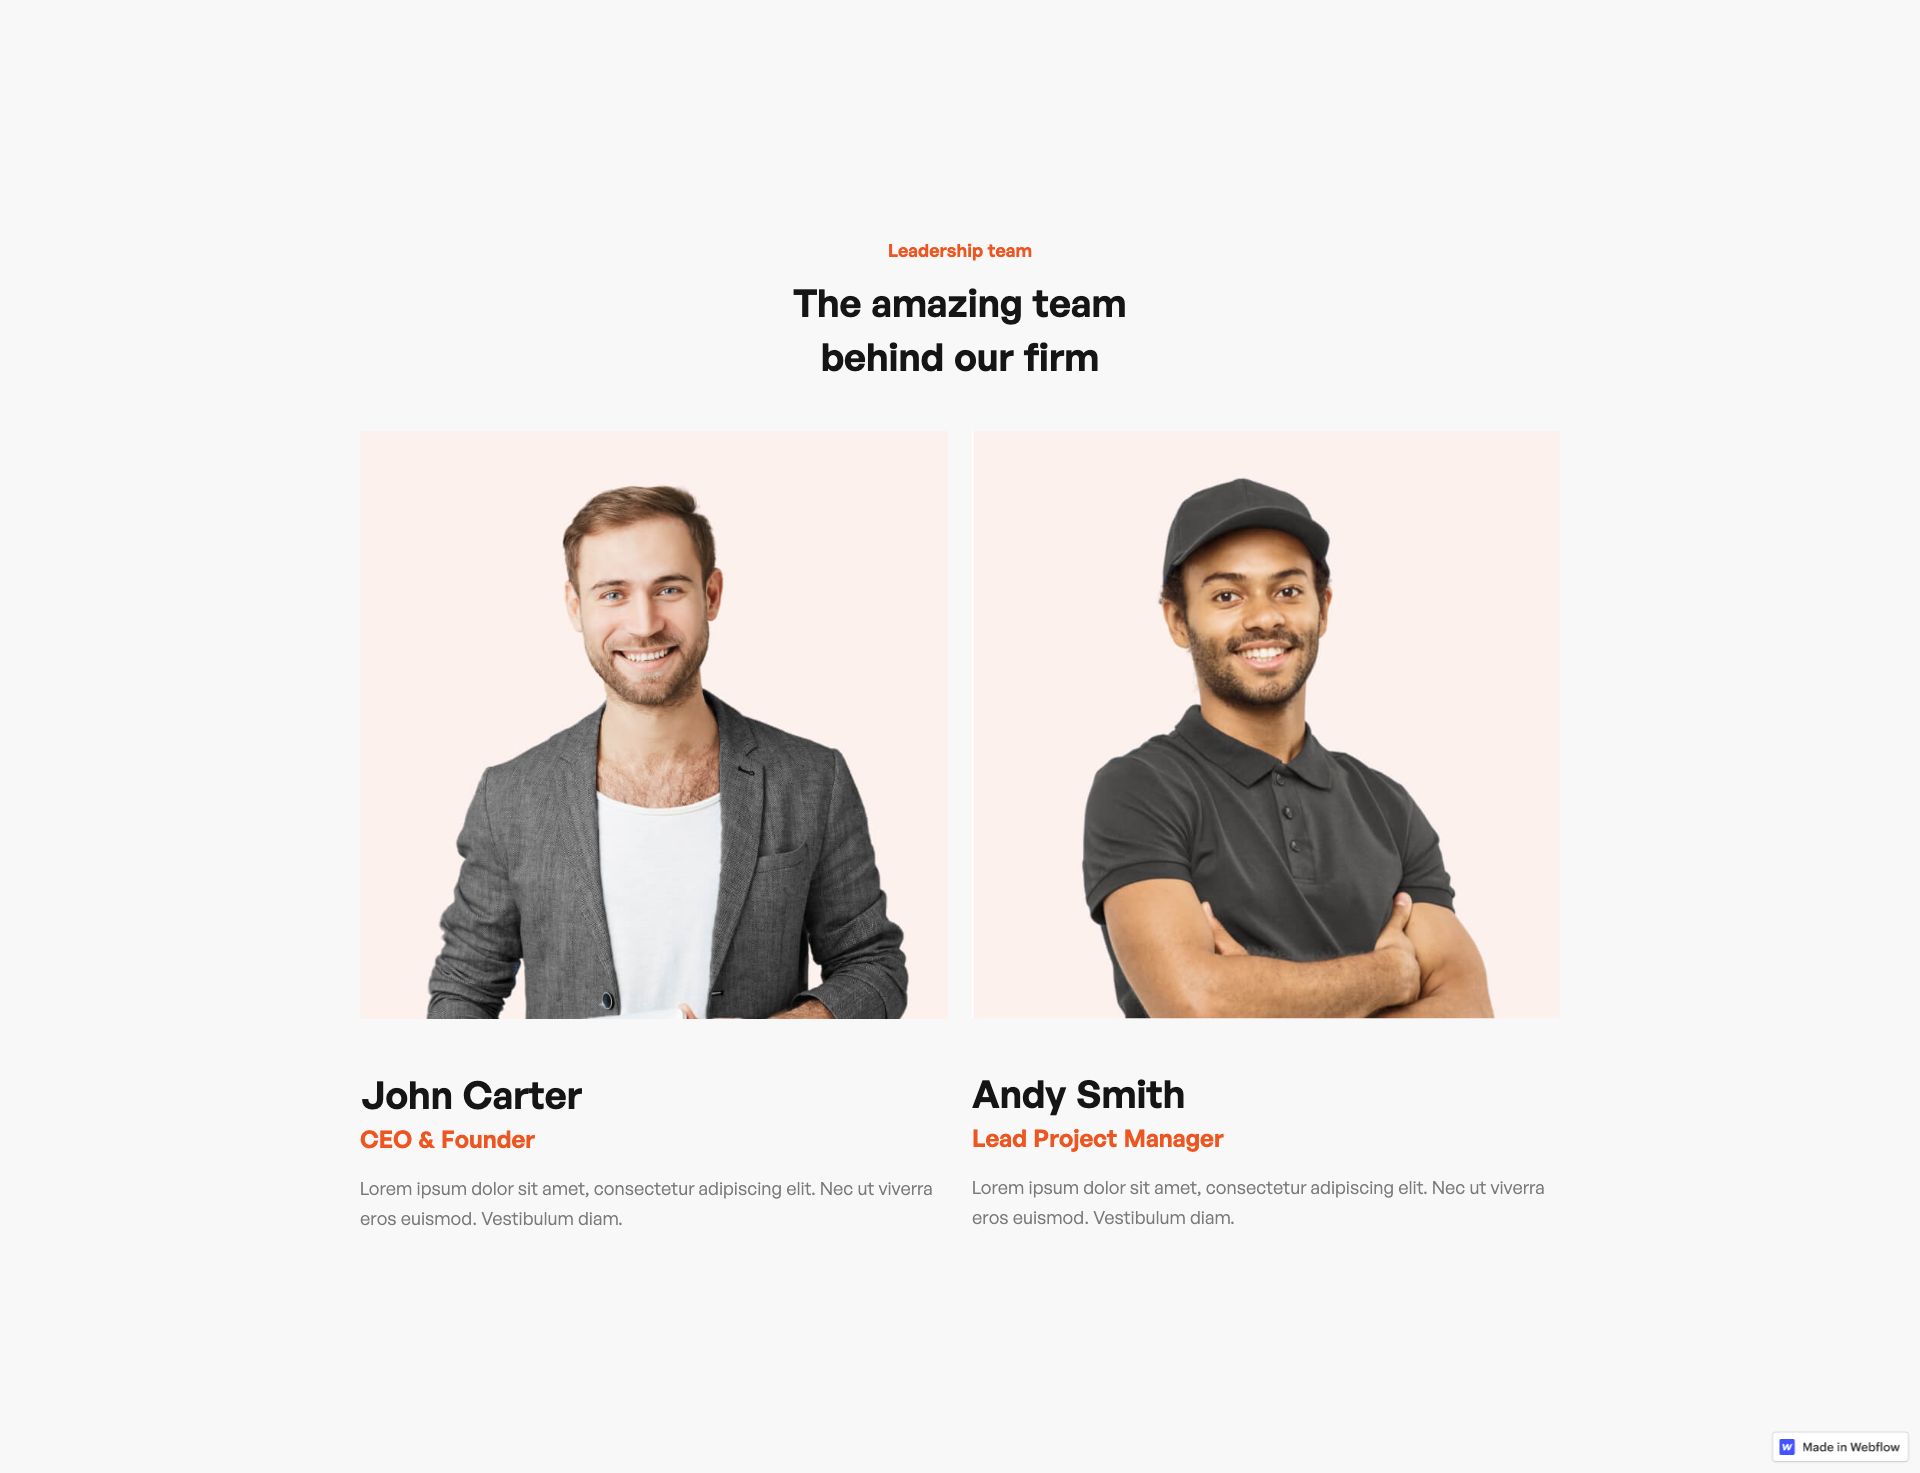 Leadership team
The amazing team
behind our firm
John Carter
CEO & Founder
Lorem ipsum dolor sit amet, consectetur adipiscing elit. Nec ut viverra
eros euismod. Vestibulum diam.
Andy Smith
Lead Project Manager
Lorem ipsum dolor sit amet, consectetur adipiscing elit. Nec ut viverra
eros euismod. Vestibulum diam.
Made in Webflow